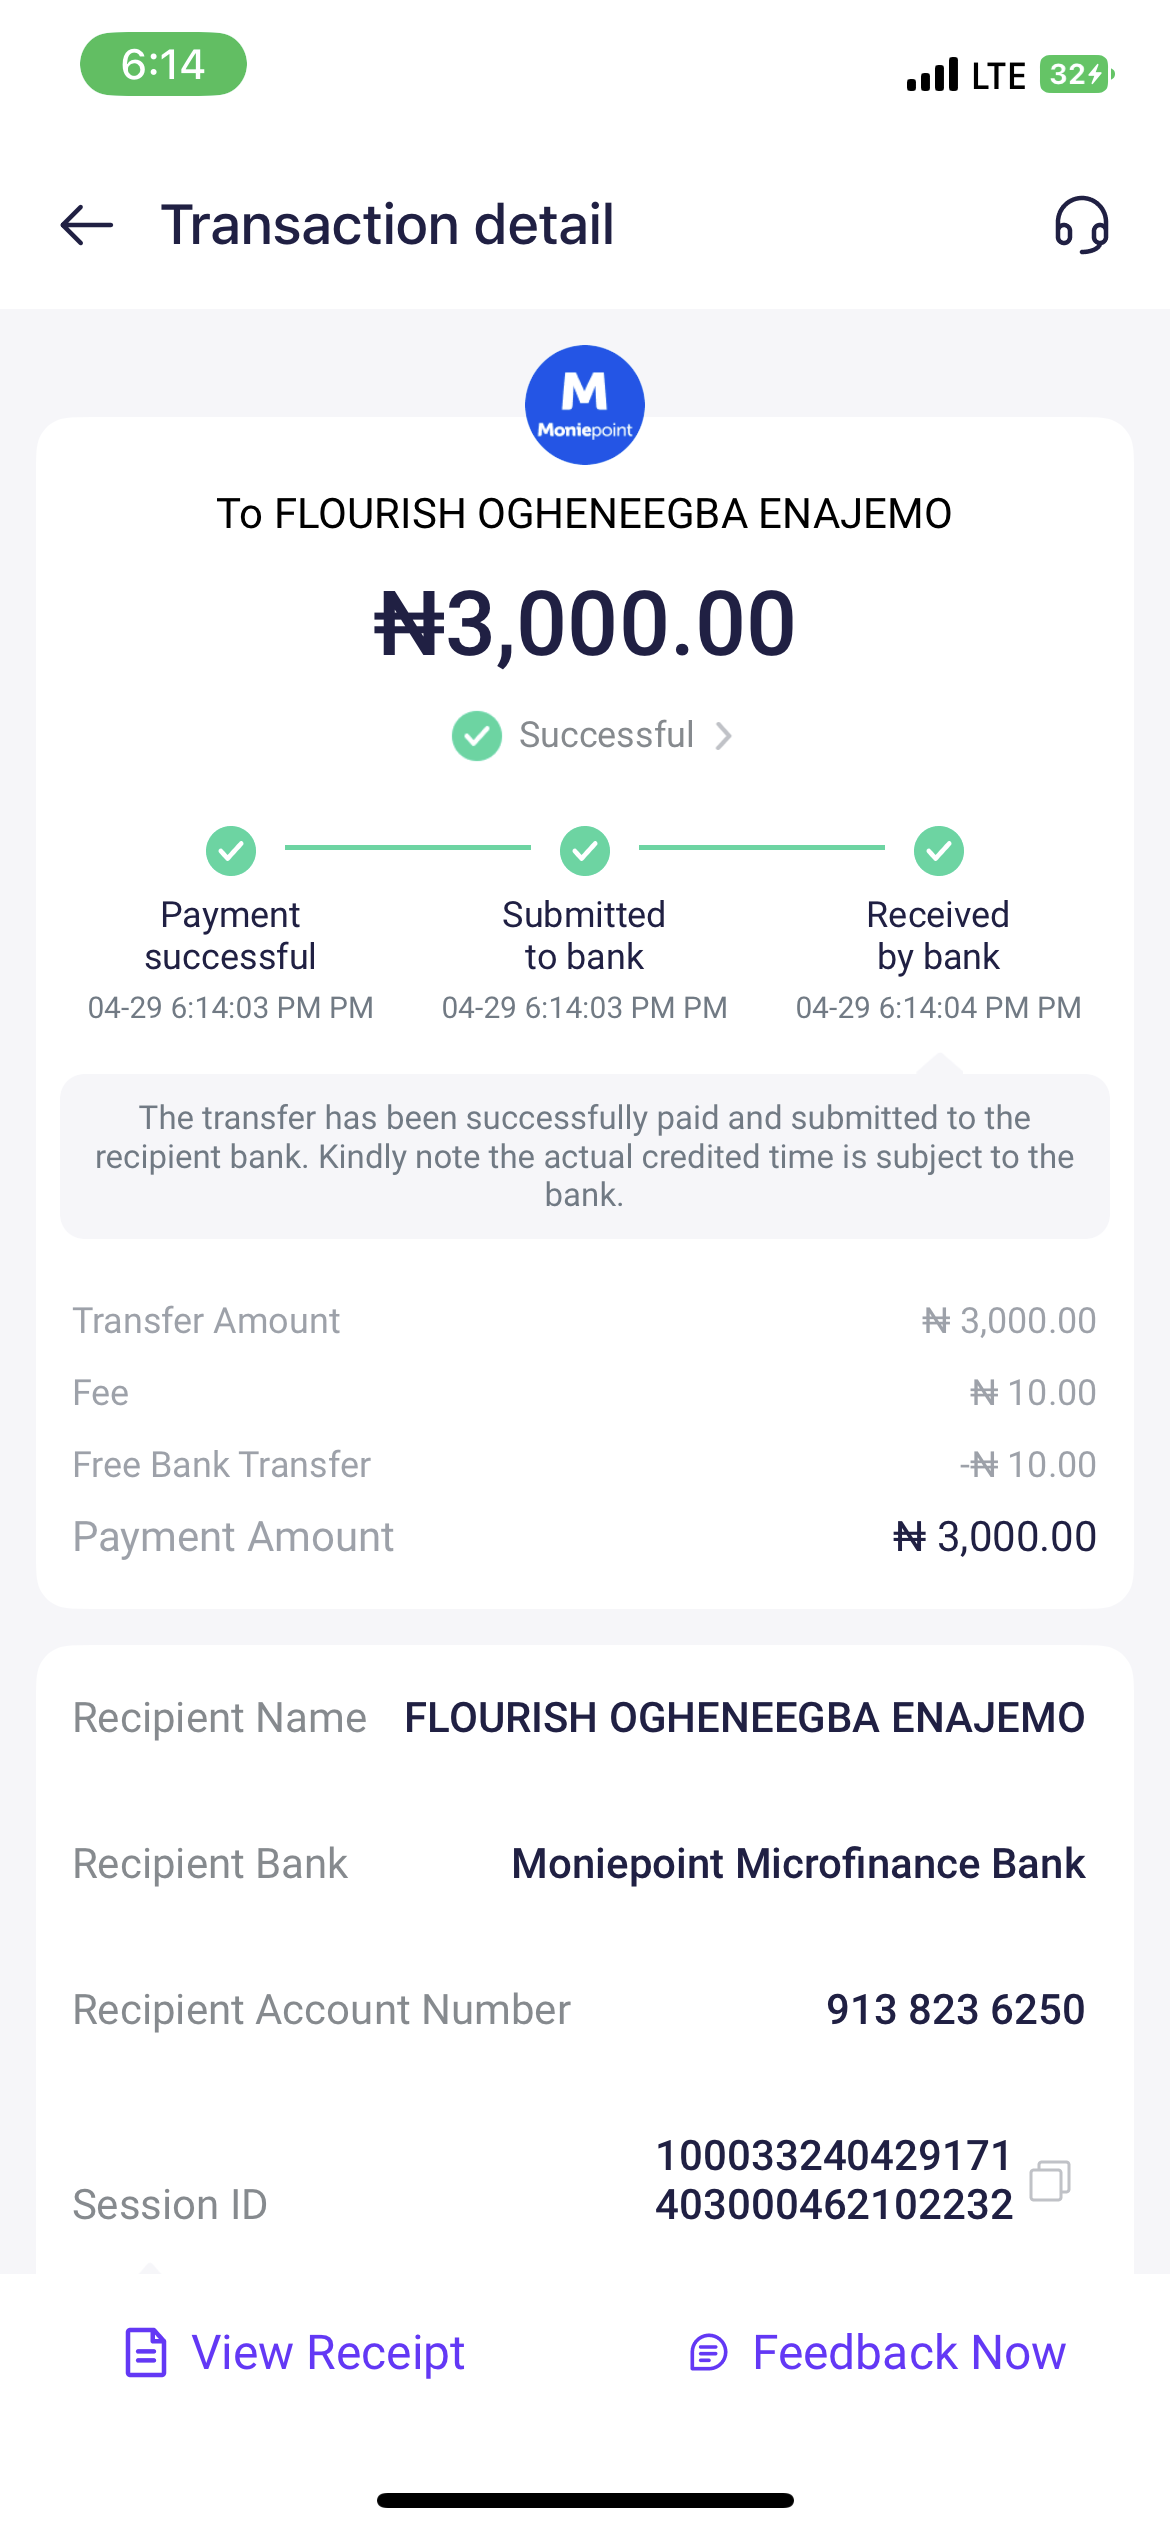 6:14
LTE
32
Transaction detail
M
Moniepoint
To FLOURISH OGHENEEGBA ENAJEMO
₦3,000.00
Successful
Payment successful
04-29 6:14:03 PM PM
Submitted to bank
04-29 6:14:03 PM PM
Received by bank
04-29 6:14:04 PM PM
The transfer has been successfully paid and submitted to the
recipient bank. Kindly note the actual credited time is subject to the
bank.
Transfer Amount ₦ 3,000.00
Fee ₦ 10.00
Free Bank Transfer -₦ 10.00
Payment Amount ₦ 3,000.00
Recipient Name FLOURISH OGHENEEGBA ENAJEMO
Recipient Bank Moniepoint Microfinance Bank
Recipient Account Number 913 823 6250
Session ID 100033240429171
403000462102232
View Receipt
Feedback Now